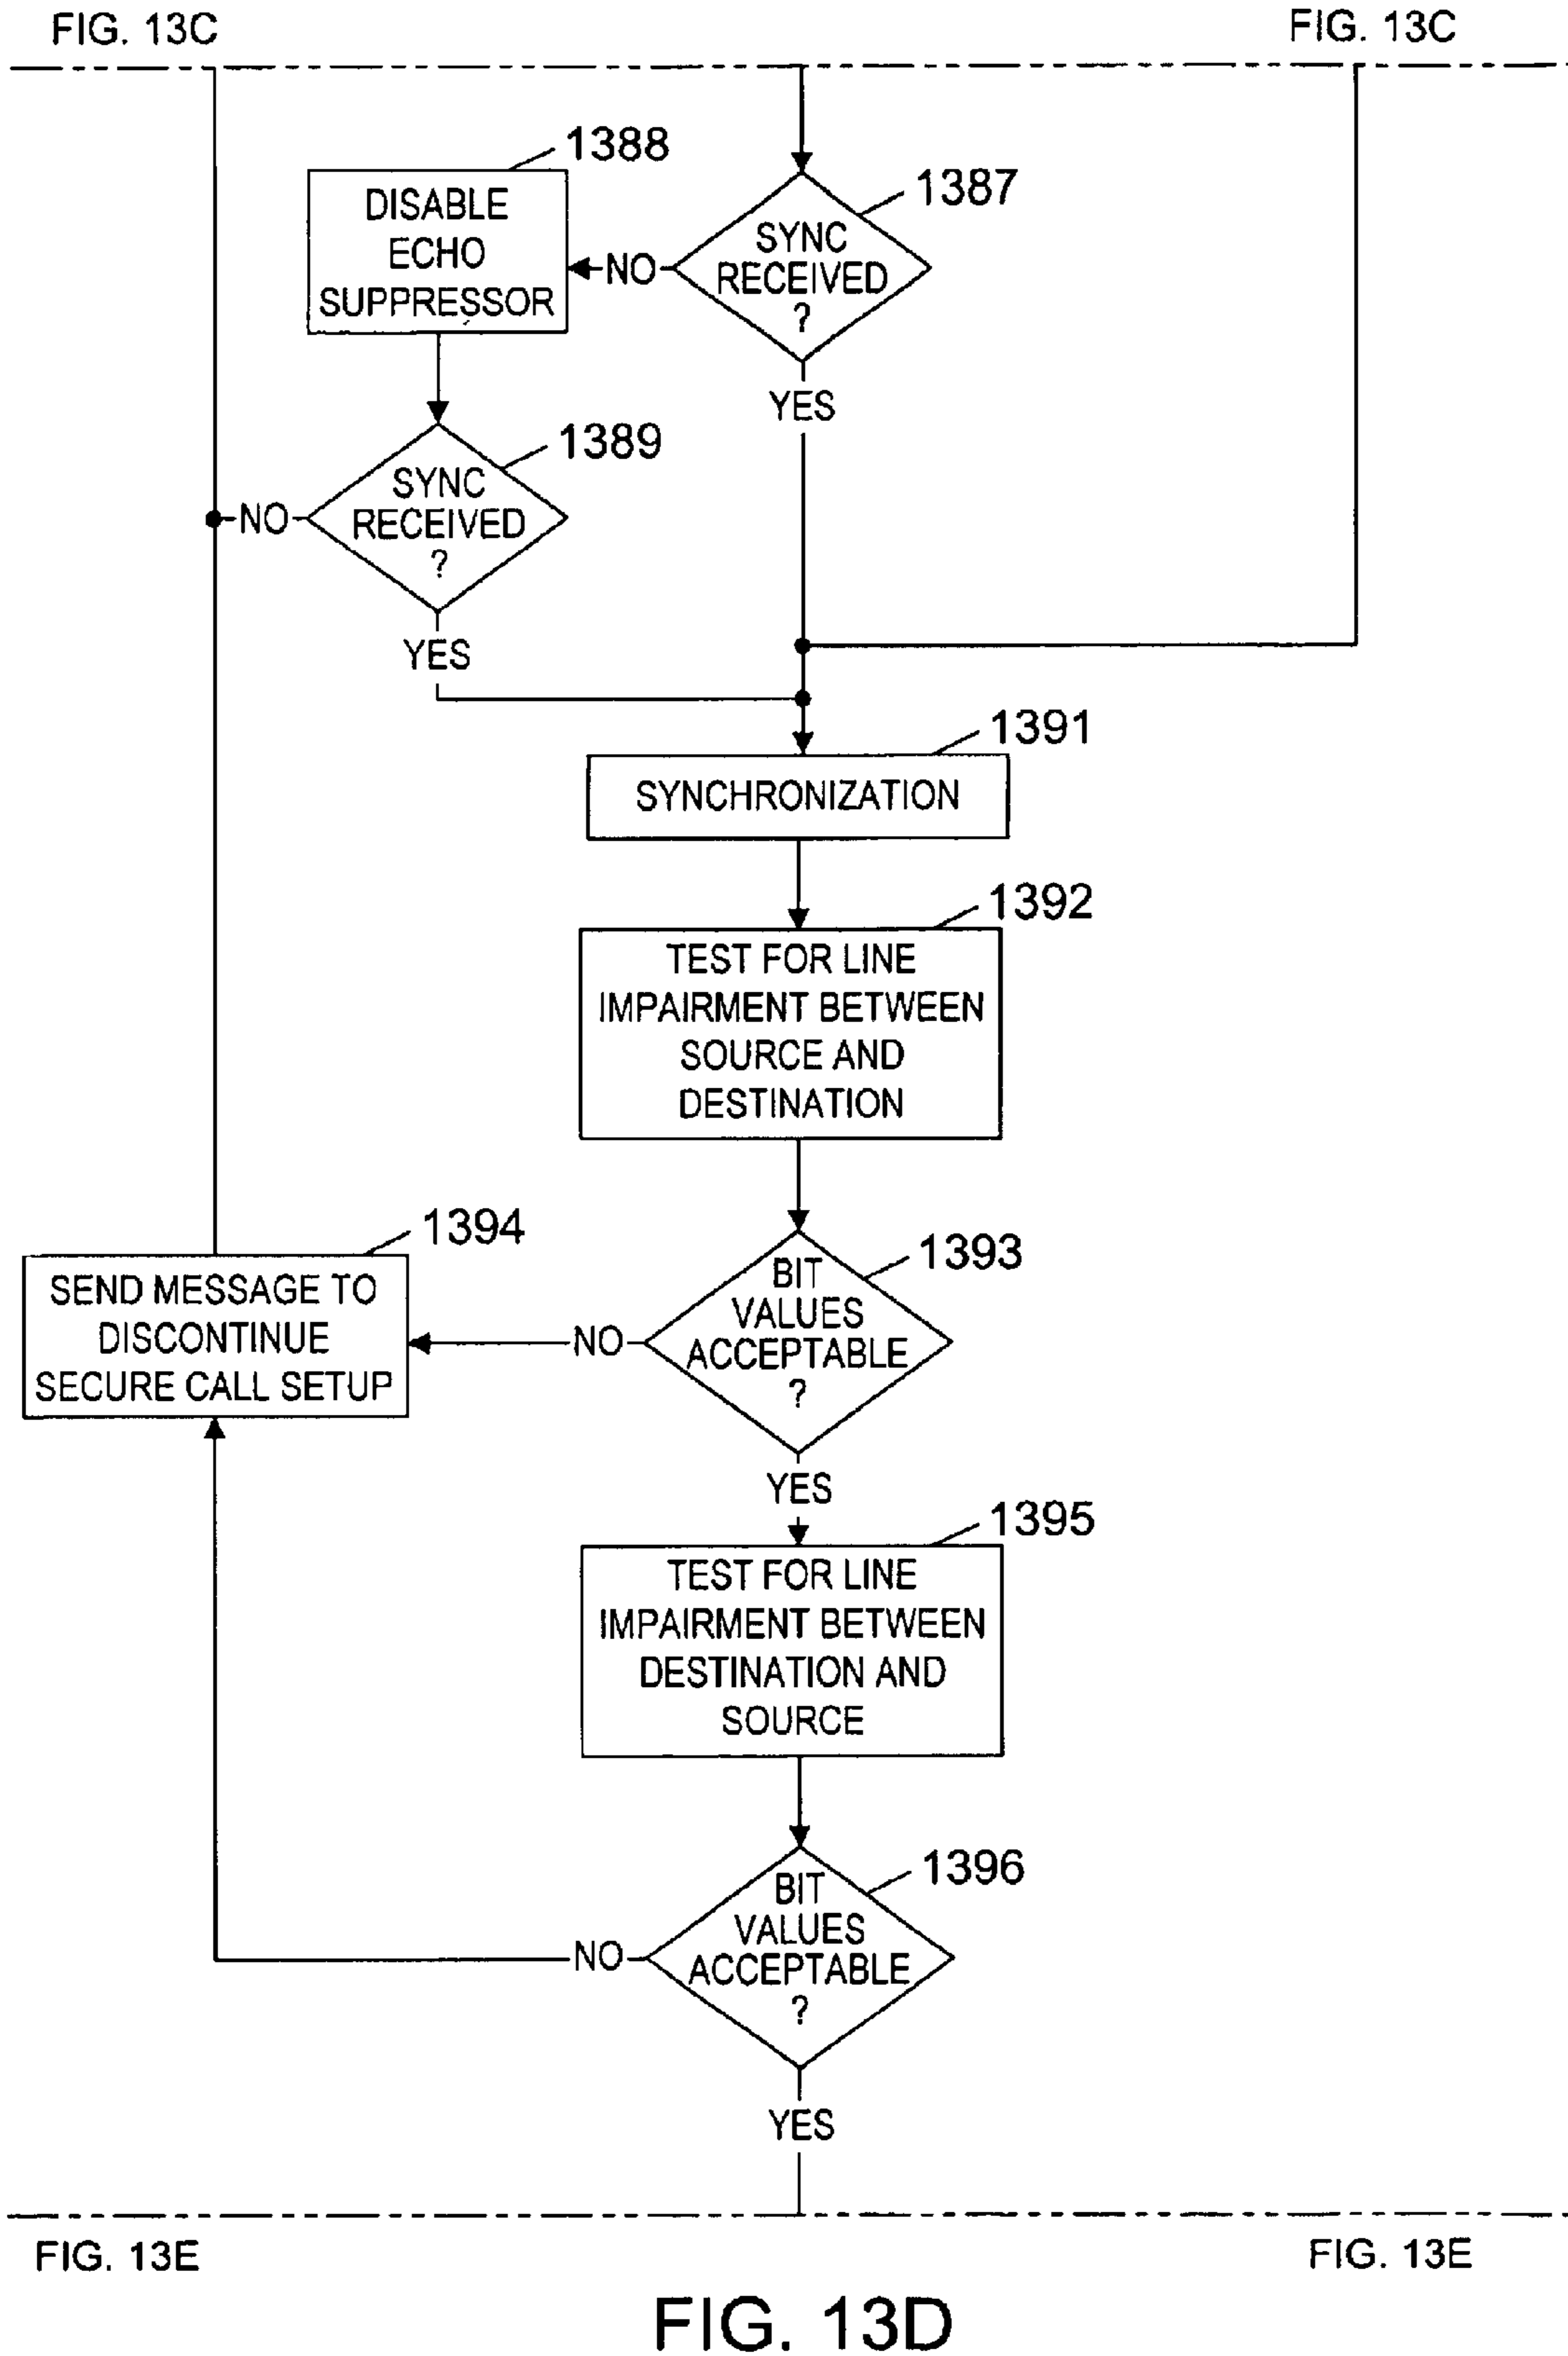 FIG. 13C
FIG. 13C
1388
DISABLE
ECHO
SUPPRESSOR
1387
SYNC
RECEIVED
?
NO
YES
1389
SYNC
RECEIVED
?
NO
YES
1391
SYNCHRONIZATION
1392
TEST FOR LINE
IMPAIRMENT BETWEEN
SOURCE AND
DESTINATION
1393
BIT
VALUES
ACCEPTABLE
?
NO
YES
1394
SEND MESSAGE TO
DISCONTINUE
SECURE CALL SETUP
1395
TEST FOR LINE
IMPAIRMENT BETWEEN
DESTINATION AND
SOURCE
1396
BIT
VALUES
ACCEPTABLE
?
NO
YES
FIG. 13E
FIG. 13E
FIG. 13D